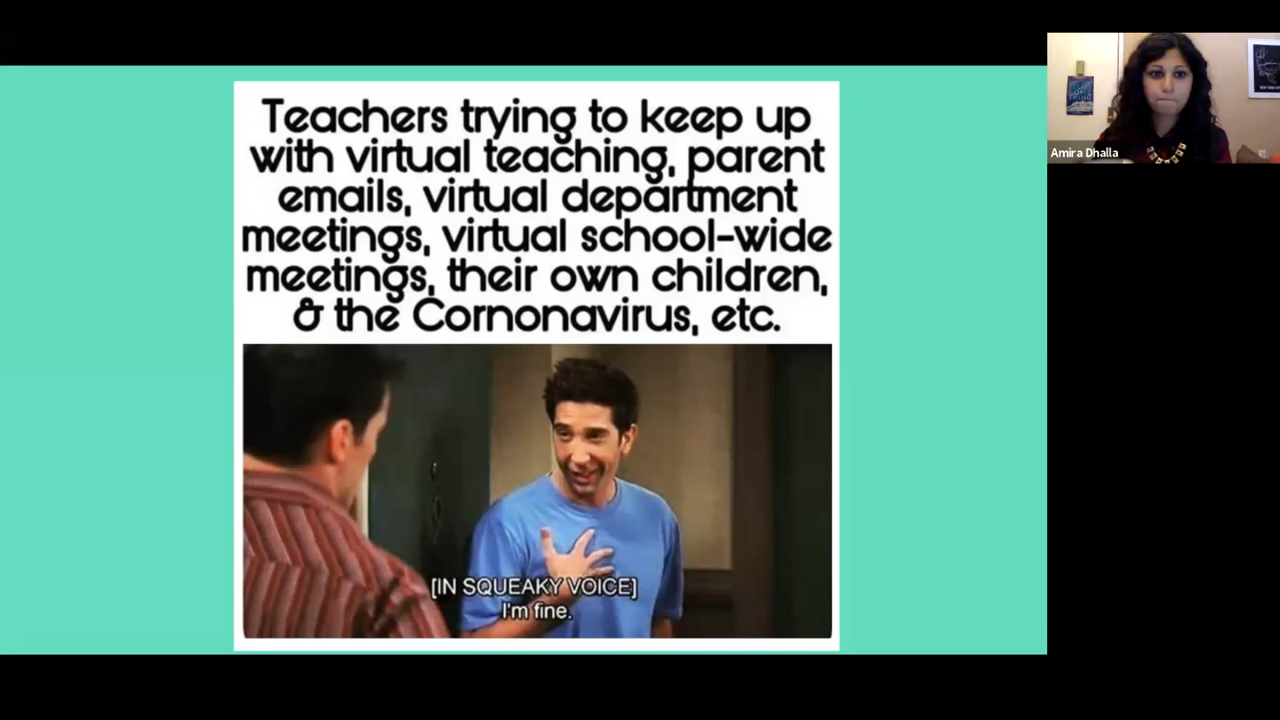 Teachers trying to keep up
with virtual teaching, parent
emails, virtual department
meetings, virtual school-wide
meetings, their own children,
& the Cornonavirus, etc.
[IN SQUEAKY VOICE]
I'm fine.
Amira Dhalla